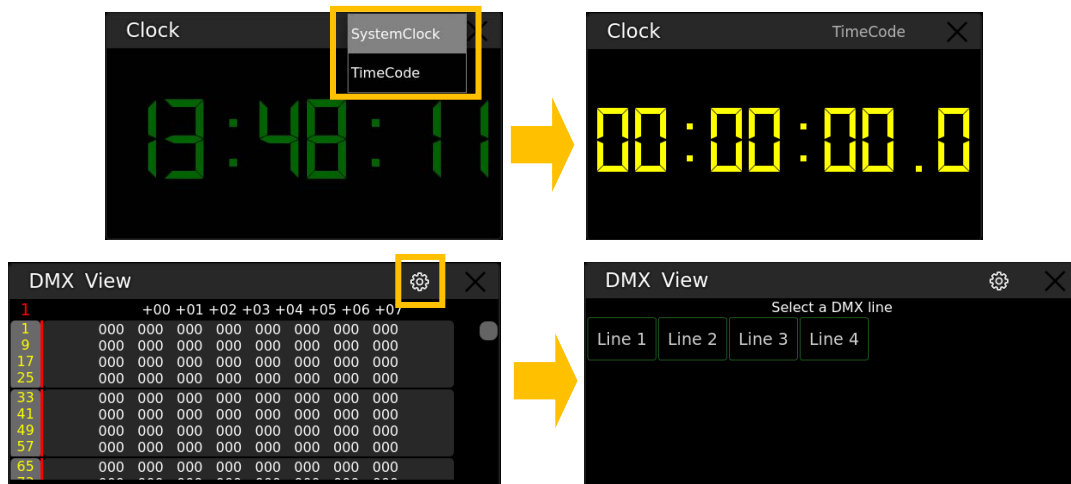 Clock
SystemClock
TimeCode
13:48:11
Clock TimeCode
00:00:00.0
DMX View
1 +00 +01 +02 +03 +04 +05 +06 +07
1 000 000 000 000 000 000 000 000
9 000 000 000 000 000 000 000 000
17 000 000 000 000 000 000 000 000
25 000 000 000 000 000 000 000 000
33 000 000 000 000 000 000 000 000
41 000 000 000 000 000 000 000 000
49 000 000 000 000 000 000 000 000
57 000 000 000 000 000 000 000 000
65 000 000 000 000 000 000 000 000
DMX View
Select a DMX line
Line 1 Line 2 Line 3 Line 4